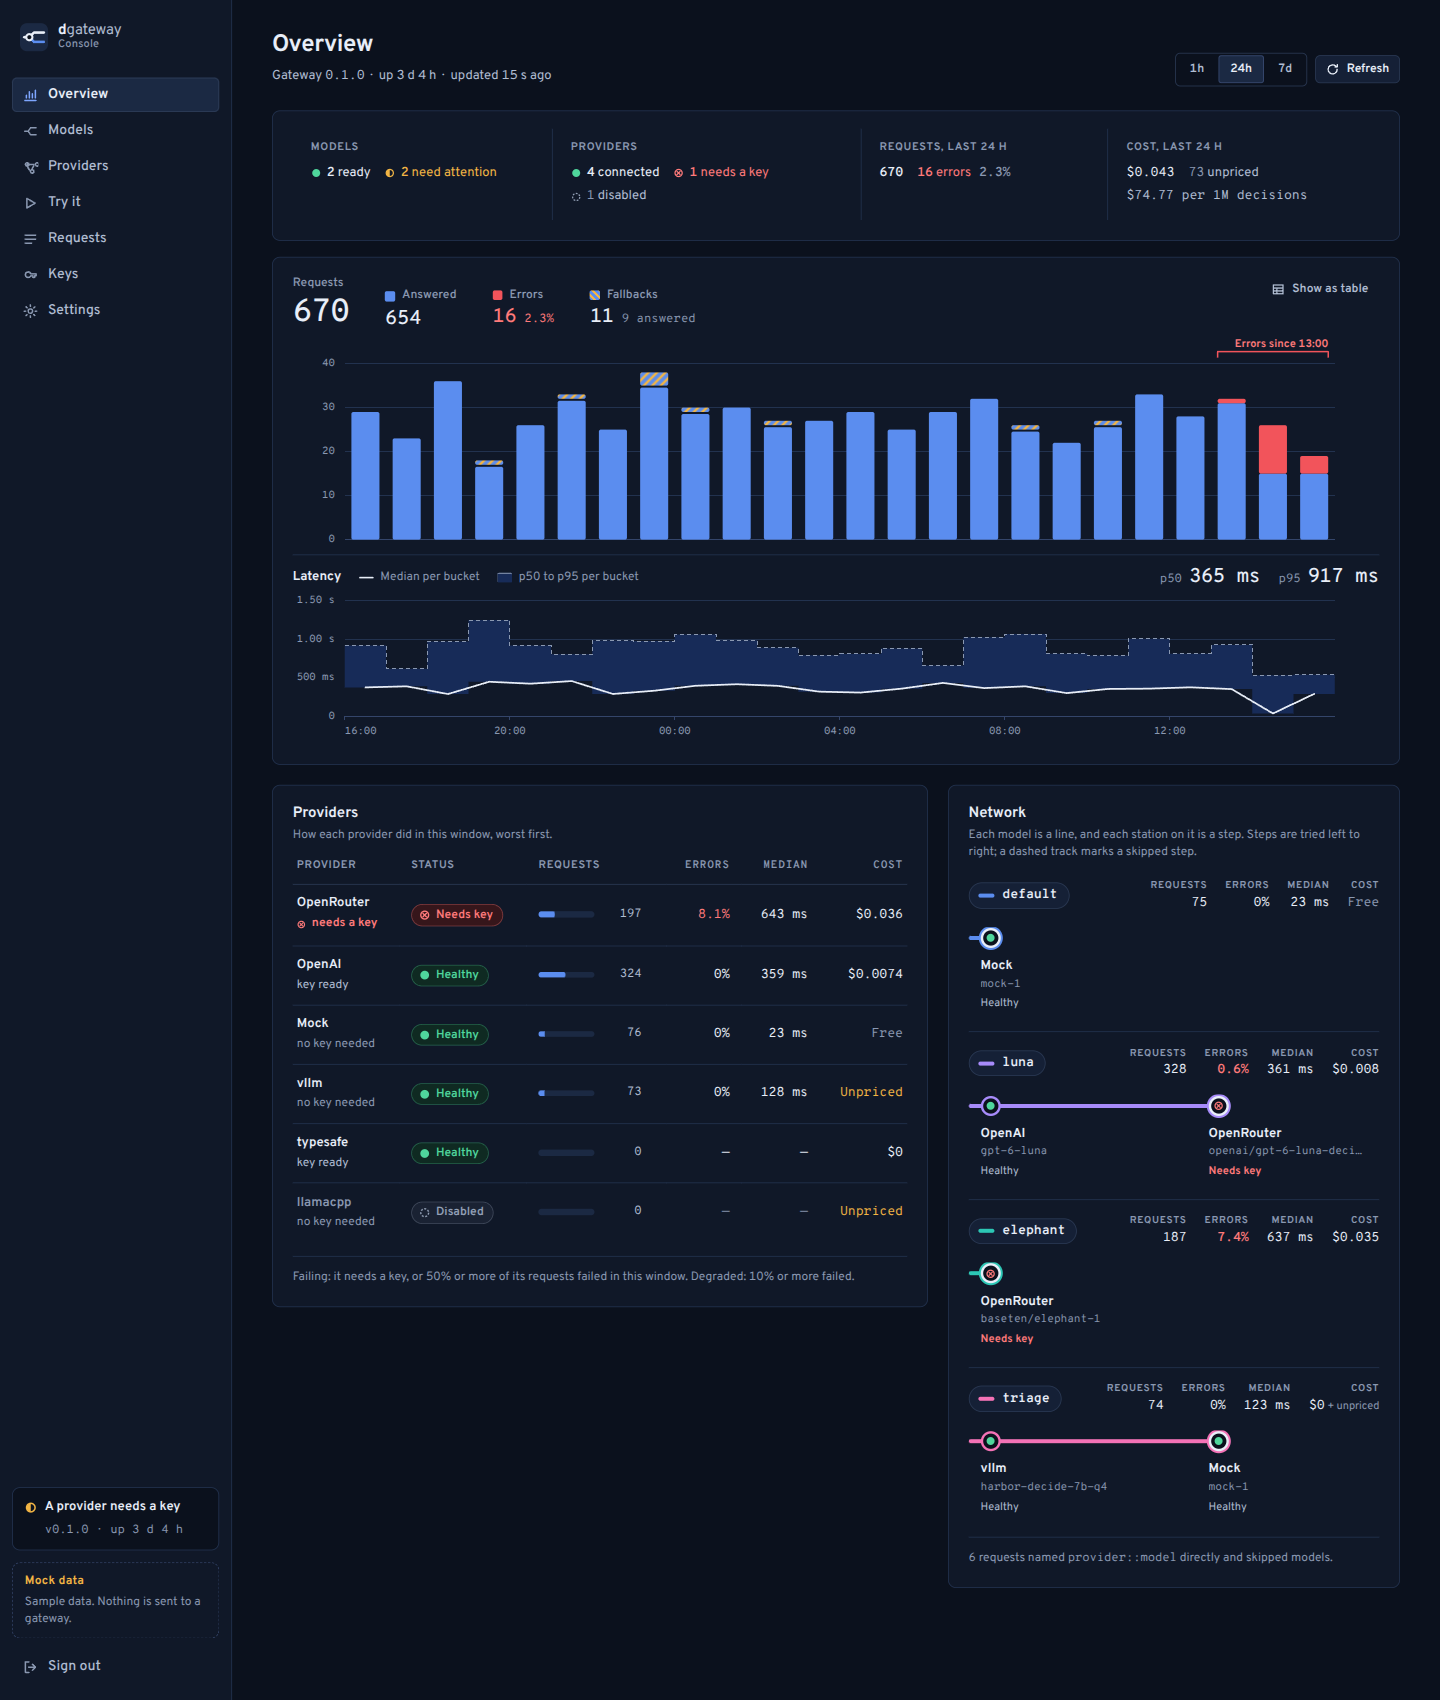 dgateway
Console
Overview
Models
Providers
Try it
Requests
Keys
Settings
A provider needs a key
v0.1.0 · up 3 d 4 h
Mock data
Sample data. Nothing is sent to a
gateway.
Sign out
Overview
Gateway 0.1.0 · up 3 d 4 h · updated 15 s ago
1h 24h 7d Refresh
MODELS
2 ready 2 need attention
PROVIDERS
4 connected 1 needs a key
1 disabled
REQUESTS, LAST 24 H
670 16 errors 2.3%
COST, LAST 24 H
$0.043 73 unpriced
$74.77 per 1M decisions
Requests
670
Answered
654
Errors
16 2.3%
Fallbacks
11 9 answered
Show as table
Errors since 13:00
40
30
20
10
0
Latency Median per bucket p50 to p95 per bucket p50 365 ms p95 917 ms
1.50 s
1.00 s
500 ms
0
16:00 20:00 00:00 04:00 08:00 12:00
Providers
How each provider did in this window, worst first.
PROVIDER STATUS REQUESTS ERRORS MEDIAN COST
OpenRouter
needs a key
Needs key 197 8.1% 643 ms $0.036
OpenAI
key ready
Healthy 324 0% 359 ms $0.0074
Mock
no key needed
Healthy 76 0% 23 ms Free
vllm
no key needed
Healthy 73 0% 128 ms Unpriced
typesafe
key ready
Healthy 0 — — $0
llamacpp
no key needed
Disabled 0 — — Unpriced
Failing: it needs a key, or 50% or more of its requests failed in this window. Degraded: 10% or more failed.
Network
Each model is a line, and each station on it is a step. Steps are tried left to
right; a dashed track marks a skipped step.
default
REQUESTS ERRORS MEDIAN COST
75 0% 23 ms Free
Mock
mock-1
Healthy
luna
REQUESTS ERRORS MEDIAN COST
328 0.6% 361 ms $0.008
OpenAI OpenRouter
gpt-6-luna openai/gpt-6-luna-deci…
Healthy Needs key
elephant
REQUESTS ERRORS MEDIAN COST
187 7.4% 637 ms $0.035
OpenRouter
baseten/elephant-1
Needs key
triage
REQUESTS ERRORS MEDIAN COST
74 0% 123 ms $0 + unpriced
vllm Mock
harbor-decide-7b-q4 mock-1
Healthy Healthy
6 requests named provider::model directly and skipped models.